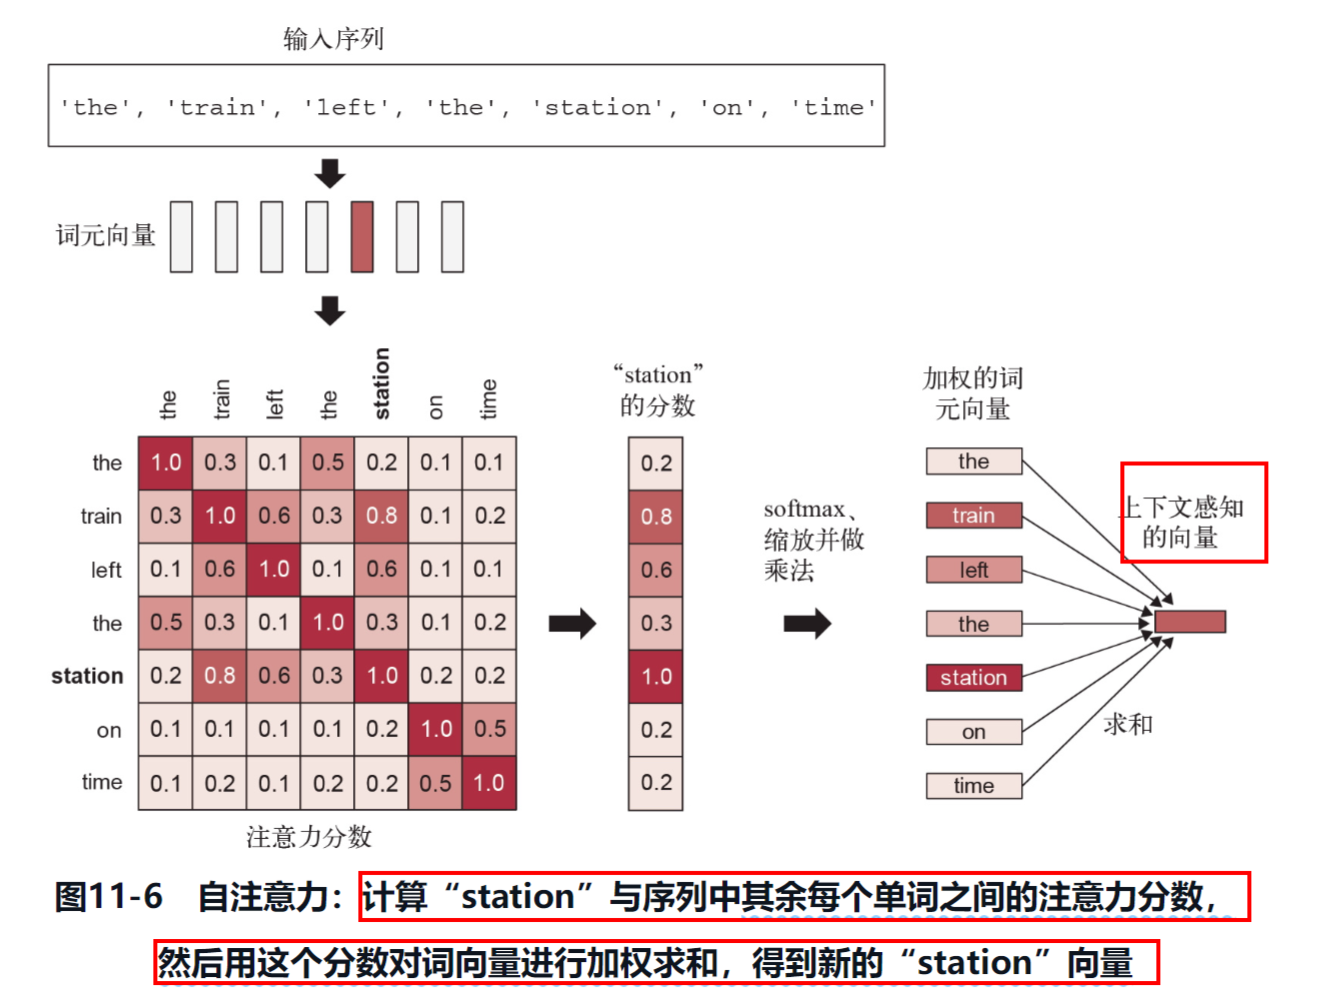 输入序列
'the', 'train', 'left', 'the', 'station', 'on', 'time'
词元向量
the train left the station on time
the 1.0 0.3 0.1 0.5 0.2 0.1 0.1
train 0.3 1.0 0.6 0.3 0.8 0.1 0.2
left 0.1 0.6 1.0 0.1 0.6 0.1 0.1
the 0.5 0.3 0.1 1.0 0.3 0.1 0.2
station 0.2 0.8 0.6 0.3 1.0 0.2 0.2
on 0.1 0.1 0.1 0.1 0.2 1.0 0.5
time 0.1 0.2 0.1 0.2 0.2 0.5 1.0
注意力分数
“station”
的分数
0.2
0.8
0.6
0.3
1.0
0.2
0.2
softmax、
缩放并做
乘法
加权的词
元向量
the
train
left
the
station
on
time
上下文感知
的向量
求和
图11-6 自注意力：计算“station”与序列中其余每个单词之间的注意力分数，
然后用这个分数对词向量进行加权求和，得到新的“station”向量